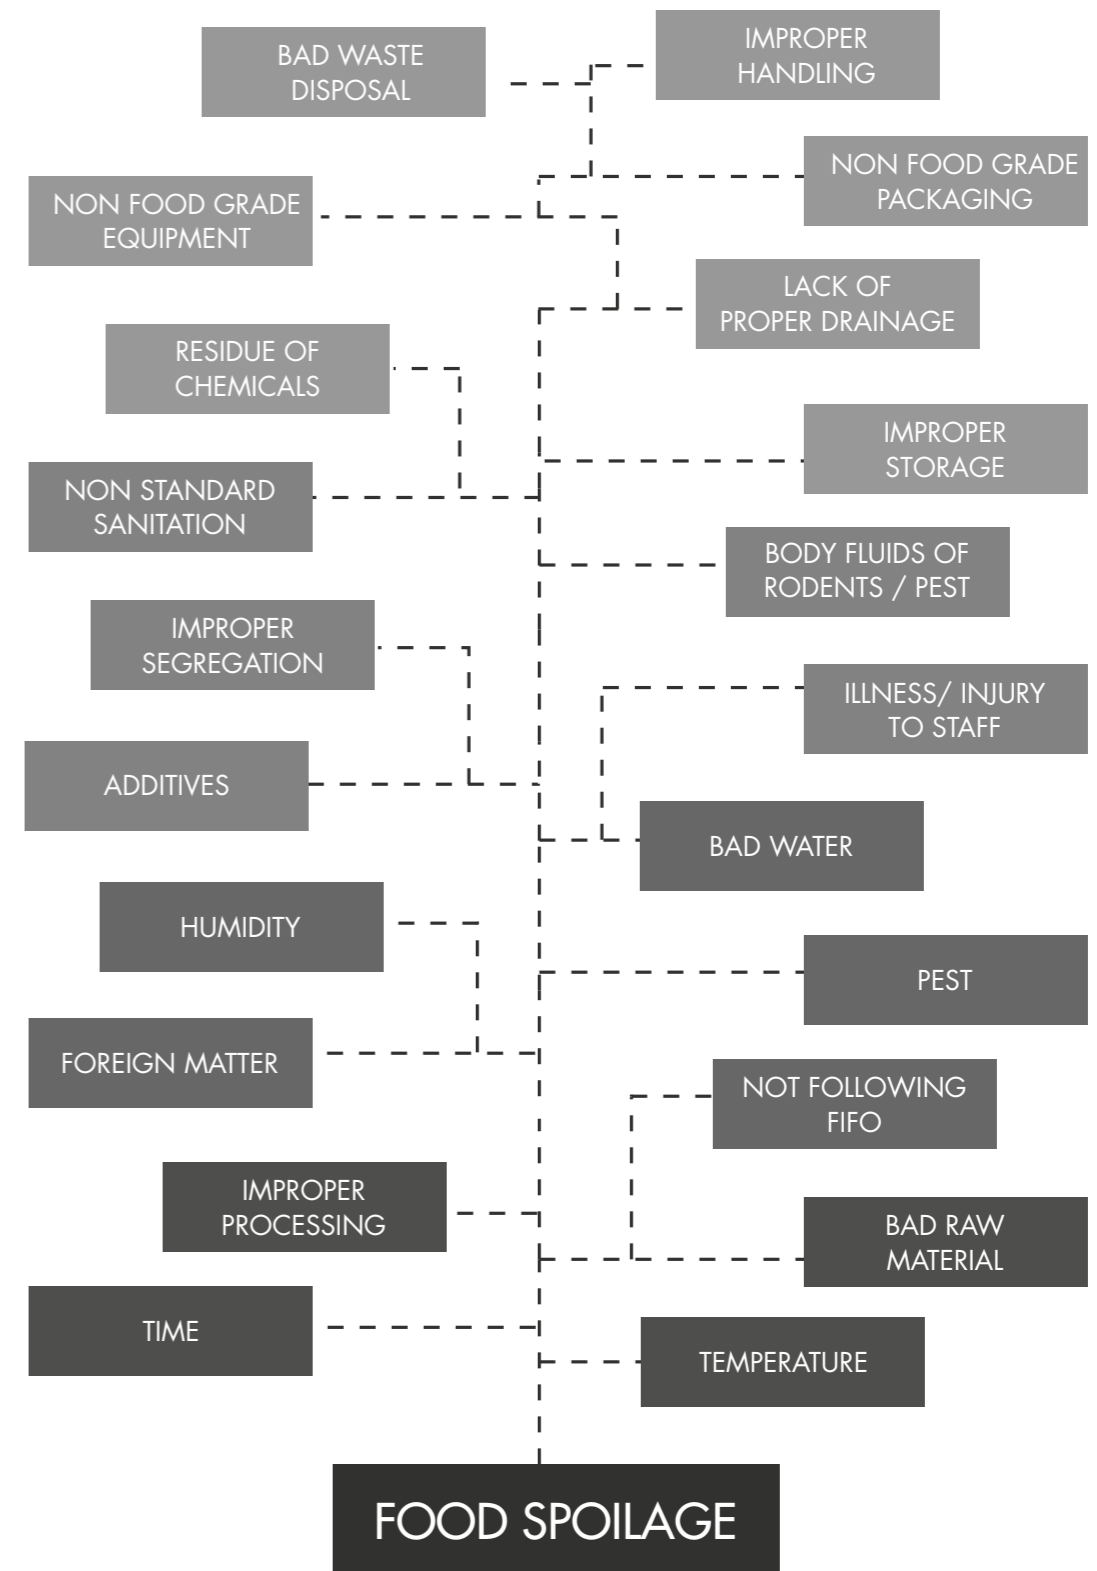 BAD WASTE
DISPOSAL
IMPROPER
HANDLING
NON FOOD GRADE
PACKAGING
NON FOOD GRADE
EQUIPMENT
LACK OF
PROPER DRAINAGE
RESIDUE OF
CHEMICALS
IMPROPER
STORAGE
NON STANDARD
SANITATION
BODY FLUIDS OF
RODENTS / PEST
IMPROPER
SEGREGATION
ILLNESS/ INJURY
TO STAFF
ADDITIVES
BAD WATER
HUMIDITY
PEST
FOREIGN MATTER
NOT FOLLOWING
FIFO
IMPROPER
PROCESSING
BAD RAW
MATERIAL
TIME
TEMPERATURE
FOOD SPOILAGE